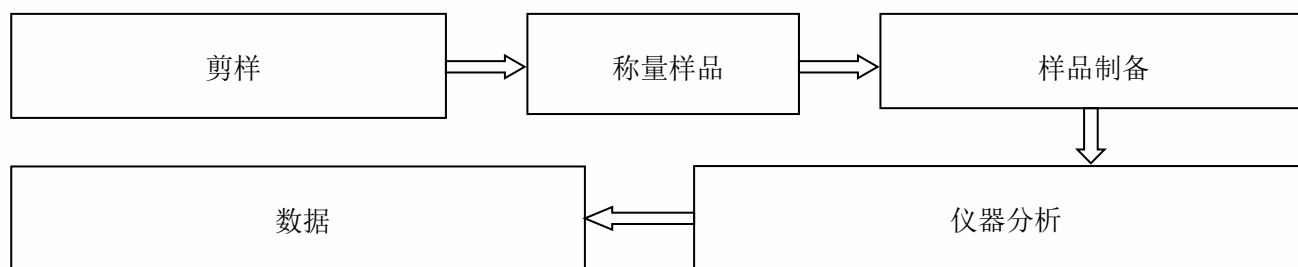 剪样
称量样品
样品制备
仪器分析
数据